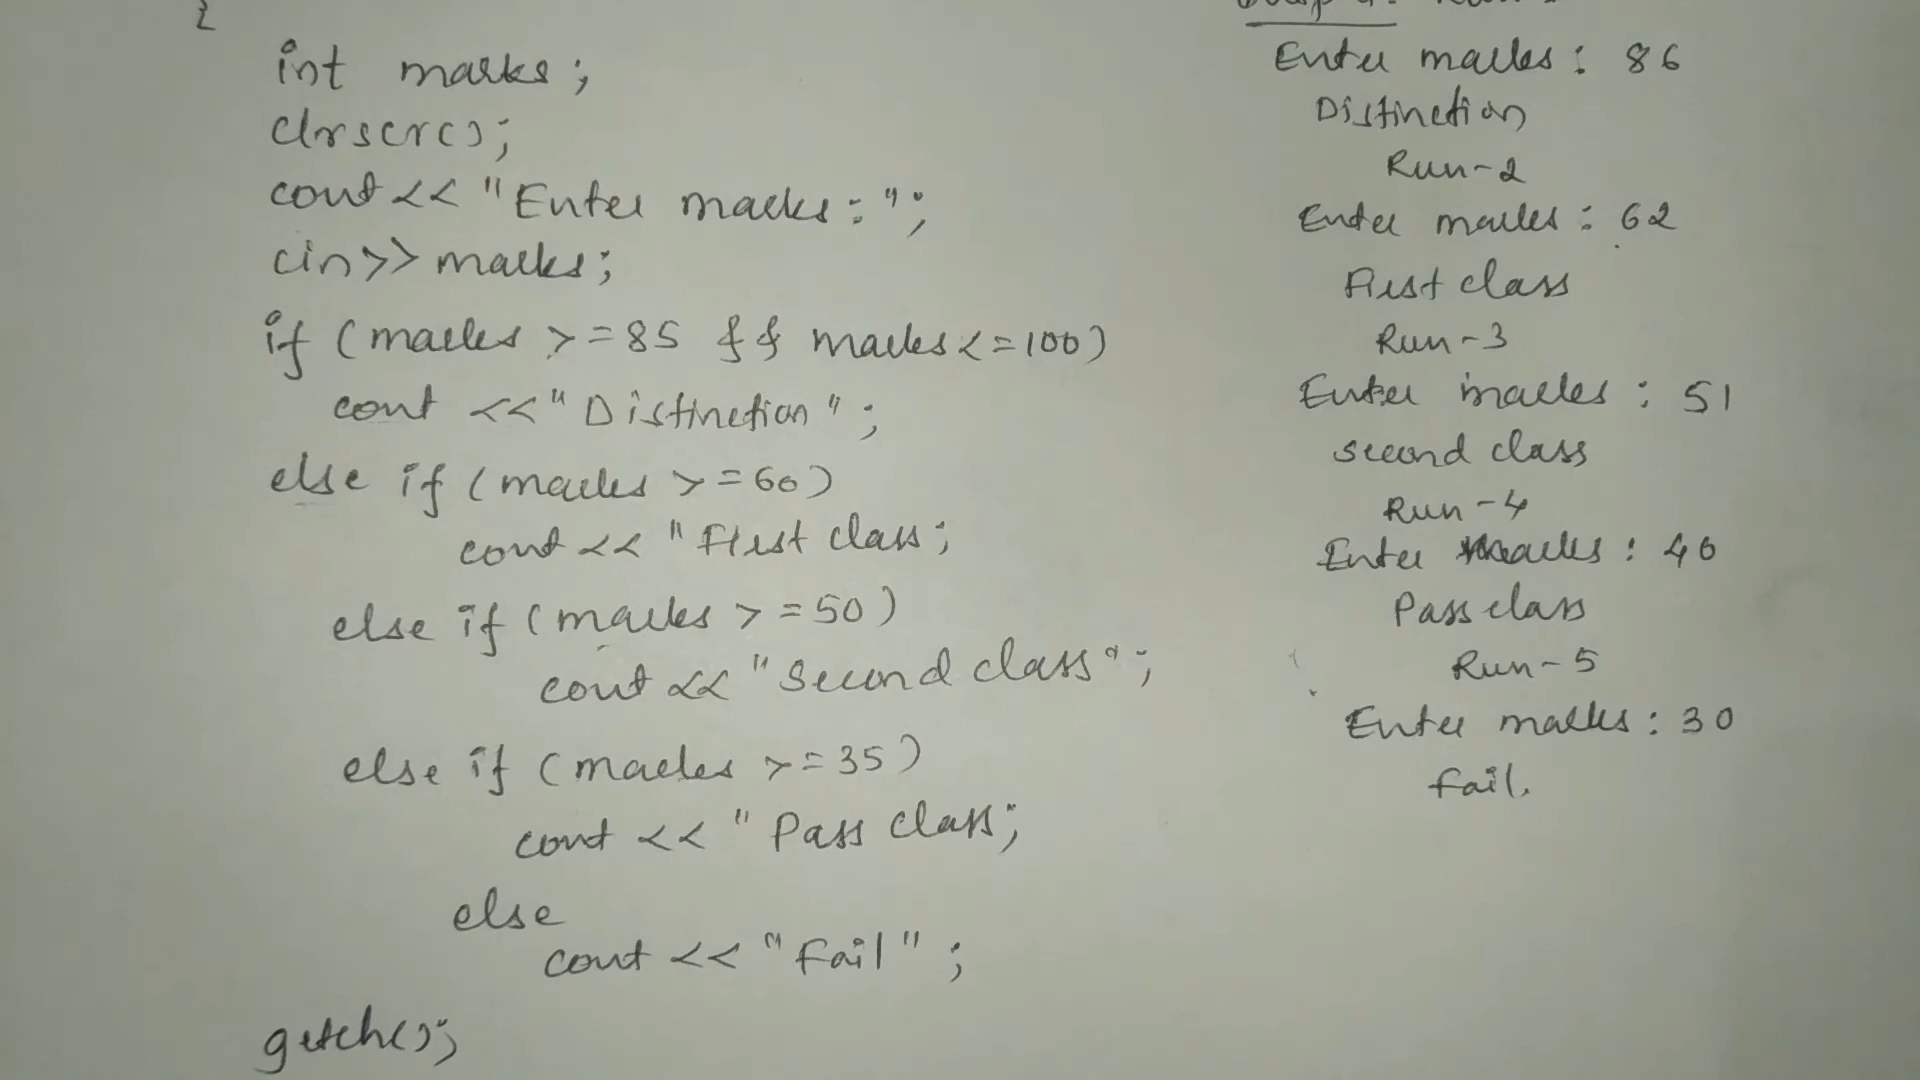 {
int marks;
clrscr();
cout << "Enter marks: ";
cin >> marks;
if (marks >= 85 && marks <= 100)
cout << "Distinction";
else if (marks >= 60)
cout << "First class;
else if (marks >= 50)
cout << "Second class";
else if (marks >= 35)
cout << "Pass class;
else
cout << "Fail";
getch();
Enter marks: 86
Distinction
Run-2
Enter marks: 62
First class
Run-3
Enter marks: 51
second class
Run-4
Enter Marks: 40
Pass class
Run-5
Enter marks: 30
fail.